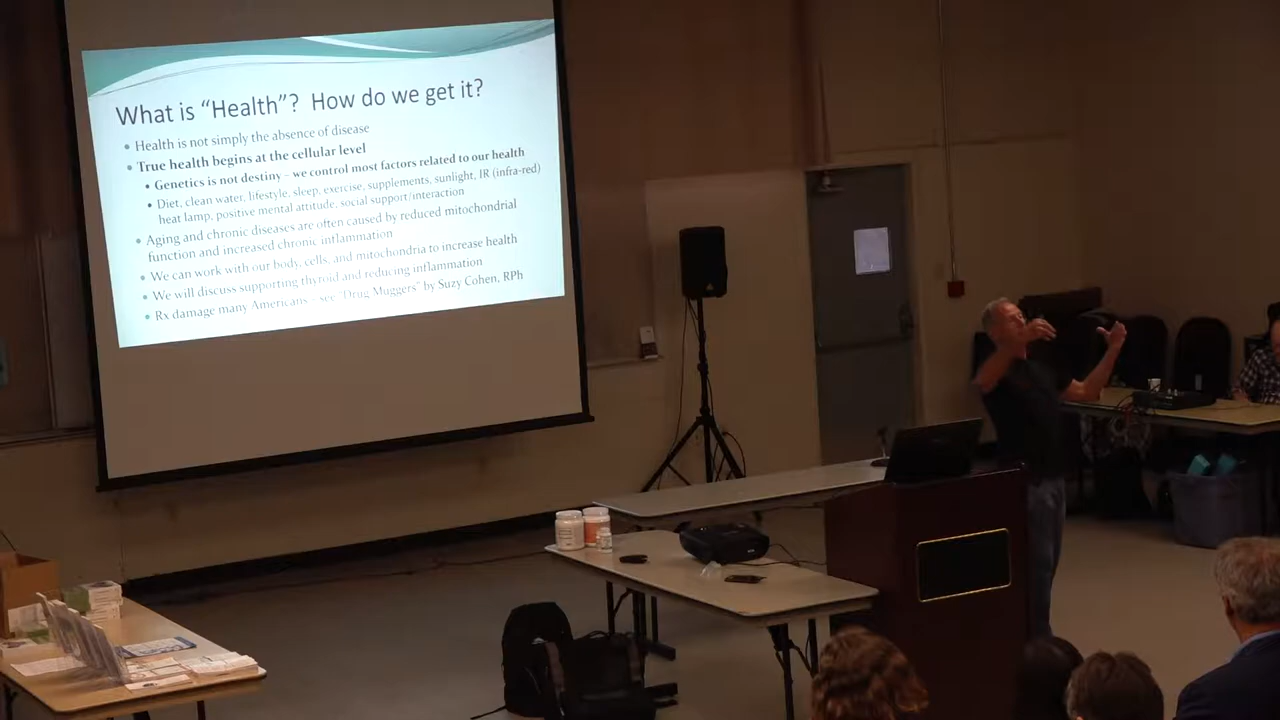 What is “Health”? How do we get it?
• Health is not simply the absence of disease
• True health begins at the cellular level
• Genetics is not destiny – we control most factors related to our health
• Diet, clean water, lifestyle, sleep, exercise, supplements, sunlight, IR (infra-red)
heat lamp, positive mental attitude, social support/interaction
• Aging and chronic diseases are often caused by reduced mitochondrial
function and increased chronic inflammation
• We can work with our body, cells, and mitochondria to increase health
• We will discuss supporting thyroid and reducing inflammation
• Rx damage many Americans – see “Drug Muggers” by Suzy Cohen, RPh